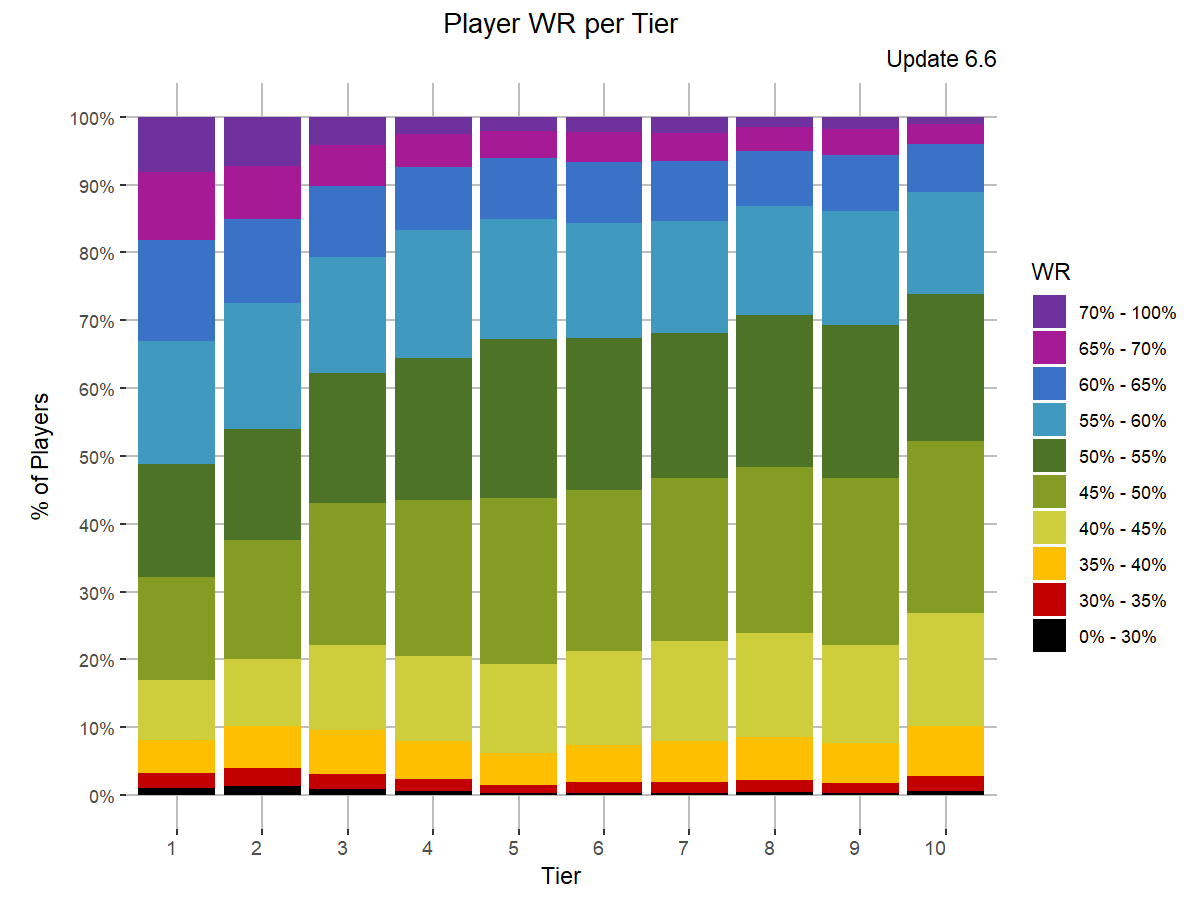 Player WR per Tier
Update 6.6
100%
90%
80%
70%
60%
50%
40%
30%
20%
10%
0%
% of Players
1 2 3 4 5 6 7 8 9 10
Tier
WR
70% - 100%
65% - 70%
60% - 65%
55% - 60%
50% - 55%
45% - 50%
40% - 45%
35% - 40%
30% - 35%
0% - 30%